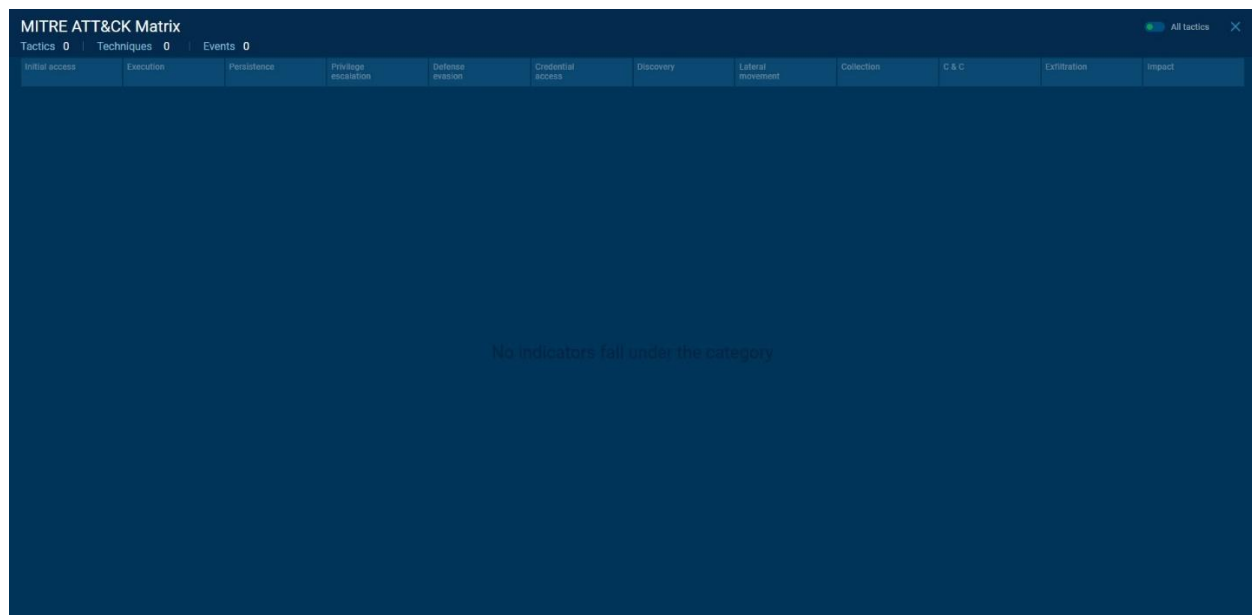 MITRE ATT&CK Matrix
All tactics
Tactics 0 | Techniques 0 | Events 0
Initial access Execution Persistence Privilege escalation Defense evasion Credential access Discovery Lateral movement Collection C & C Exfiltration Impact
No indicators fall under the category